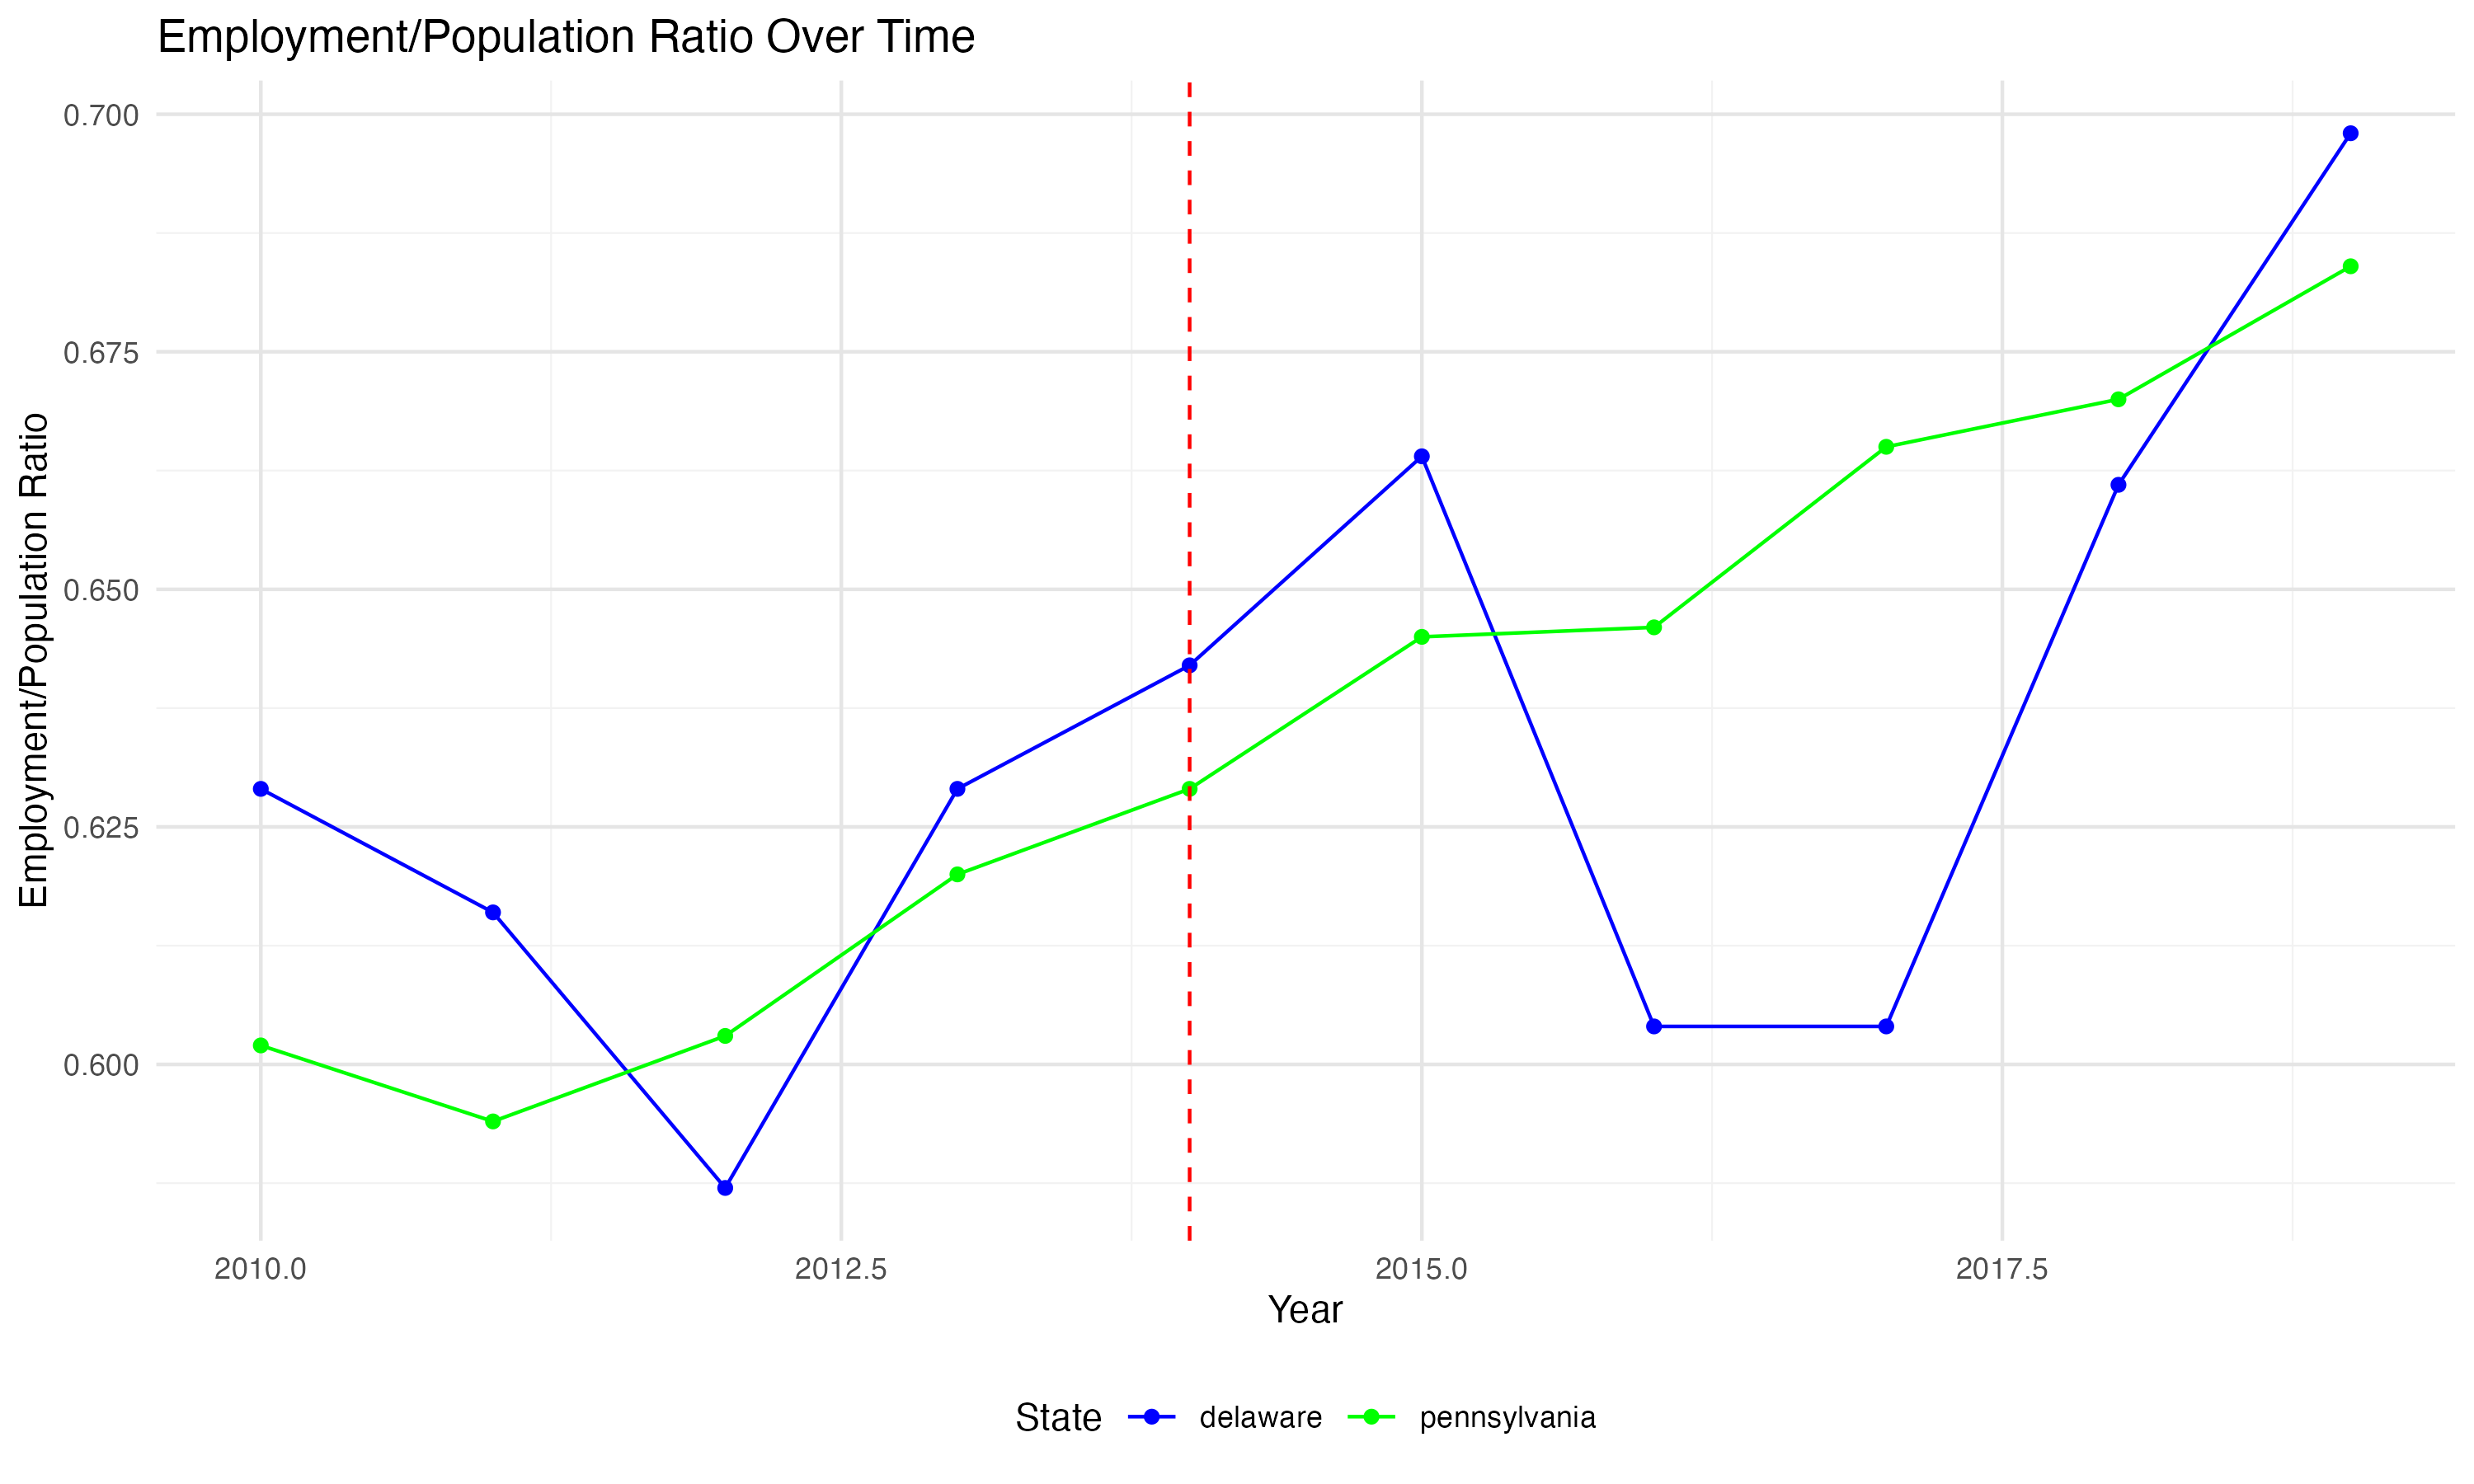 Employment/Population Ratio Over Time
Employment/Population Ratio
0.700
0.675
0.650
0.625
0.600
2010.0 2012.5 2015.0 2017.5
Year
State delaware pennsylvania